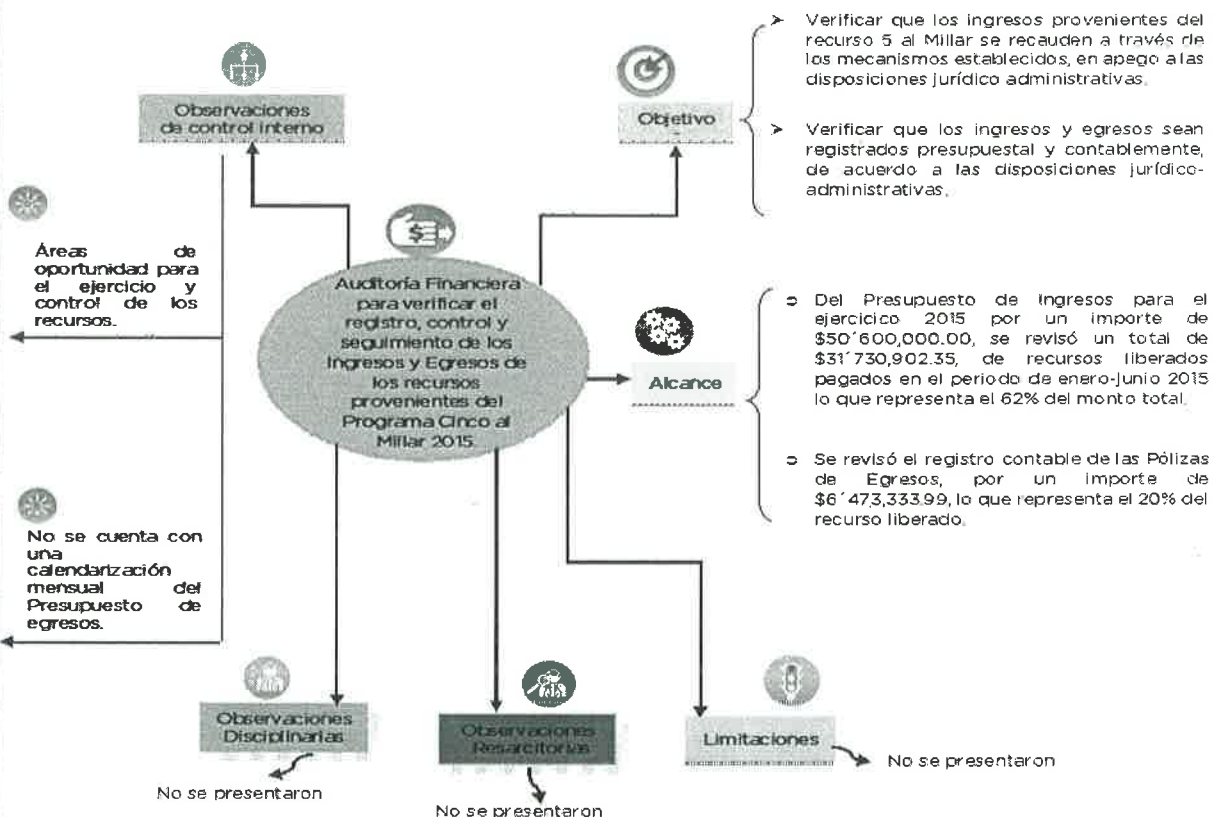 Verificar que los ingresos provenientes del
recurso 5 al Millar se recauden a través de
los mecanismos establecidos, en apego a las
disposiciones jurídico administrativas.
Verificar que los ingresos y egresos sean
registrados presupuestal y contablemente,
de acuerdo a las disposiciones jurídico-
administrativas.
Objetivo
Observaciones
de control interno
Áreas de
oportunidad para
el ejercicio y
control de los
recursos.
No se cuenta con
una
calendarización
mensual del
Presupuesto de
egresos.
Auditoría Financiera
para verificar el
registro, control y
seguimiento de los
Ingresos y Egresos de
los recursos
provenientes del
Programa Cinco al
Millar 2015
Alcance
Del Presupuesto de Ingresos para el
ejercicico 2015 por un importe de
$50´600,000.00, se revisó un total de
$31´730,902.35, de recursos liberados
pagados en el periodo de enero-junio 2015
lo que representa el 62% del monto total.
Se revisó el registro contable de las Pólizas
de Egresos, por un importe de
$6´473,333.99, lo que representa el 20% del
recurso liberado.
Observaciones
Disciplinarias
No se presentaron
Observaciones
Resarcitorias
No se presentaron
Limitaciones
No se presentaron